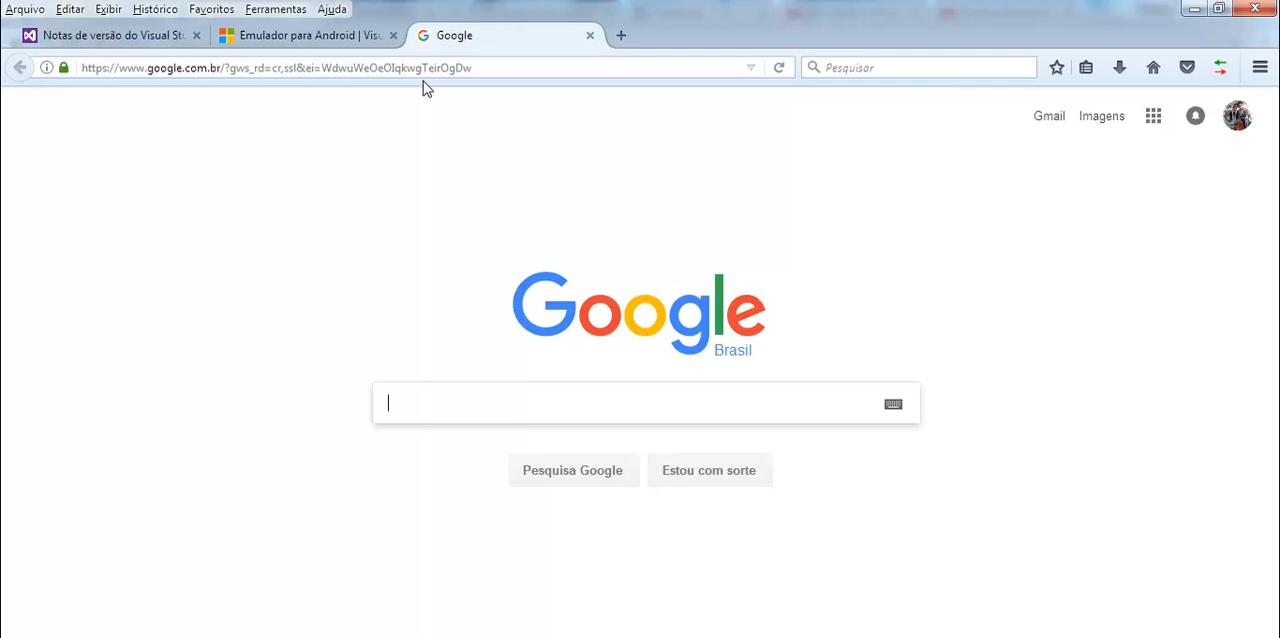 Arquivo Editar Exibir Histórico Favoritos Ferramentas Ajuda
Notas de versão do Visual Stu Emulador para Android | Visu Google
https://www.google.com.br/?gws_rd=cr,ssl&ei=WdwuWeOeOIqkwgTeirOgDw Pesquisar
Gmail Imagens
Google
Brasil
Pesquisa Google Estou com sorte